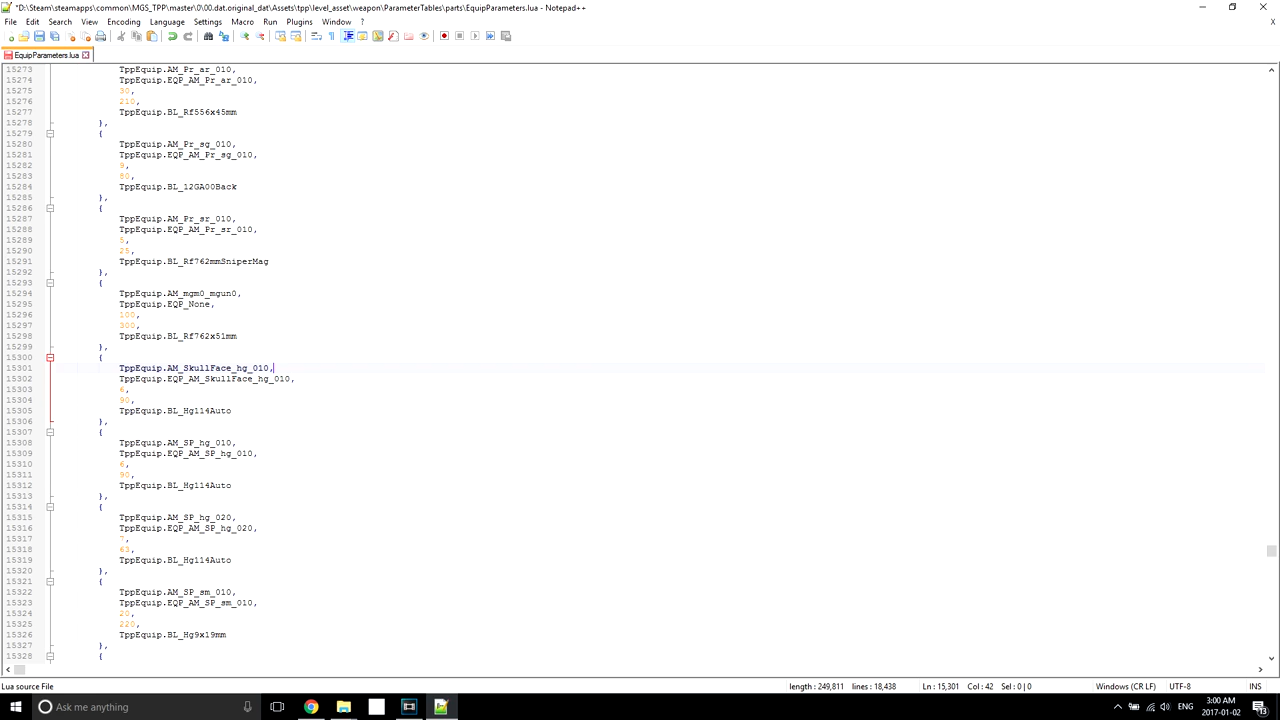 *D:\Steam\steamapps\common\MGS_TPP\master\0\00.dat.original_dat\Assets\tpp\level_asset\weapon\ParameterTables\parts\EquipParameters.lua - Notepad++
File Edit Search View Encoding Language Settings Macro Run Plugins Window ?
X
EquipParameters.lua
15273 TppEquip.AM_Pr_ar_010,
15274 TppEquip.EQP_AM_Pr_ar_010,
15275 30,
15276 210,
15277 TppEquip.BL_Rf556x45mm
15278 },
15279 {
15280 TppEquip.AM_Pr_sg_010,
15281 TppEquip.EQP_AM_Pr_sg_010,
15282 9,
15283 80,
15284 TppEquip.BL_12GA00Back
15285 },
15286 {
15287 TppEquip.AM_Pr_sr_010,
15288 TppEquip.EQP_AM_Pr_sr_010,
15289 5,
15290 25,
15291 TppEquip.BL_Rf762mmSniperMag
15292 },
15293 {
15294 TppEquip.AM_mgm0_mgun0,
15295 TppEquip.EQP_None,
15296 100,
15297 300,
15298 TppEquip.BL_Rf762x51mm
15299 },
15300 {
15301 TppEquip.AM_SkullFace_hg_010,
15302 TppEquip.EQP_AM_SkullFace_hg_010,
15303 6,
15304 90,
15305 TppEquip.BL_Hg114Auto
15306 },
15307 {
15308 TppEquip.AM_SP_hg_010,
15309 TppEquip.EQP_AM_SP_hg_010,
15310 6,
15311 90,
15312 TppEquip.BL_Hg114Auto
15313 },
15314 {
15315 TppEquip.AM_SP_hg_020,
15316 TppEquip.EQP_AM_SP_hg_020,
15317 7,
15318 63,
15319 TppEquip.BL_Hg114Auto
15320 },
15321 {
15322 TppEquip.AM_SP_sm_010,
15323 TppEquip.EQP_AM_SP_sm_010,
15324 20,
15325 220,
15326 TppEquip.BL_Hg9x19mm
15327 },
15328 {
Lua source File length : 249,811 lines : 18,438 Ln : 15,301 Col : 42 Sel : 0 | 0 Windows (CR LF) UTF-8 INS
Ask me anything ENG 3:00 AM
2017-01-02 13